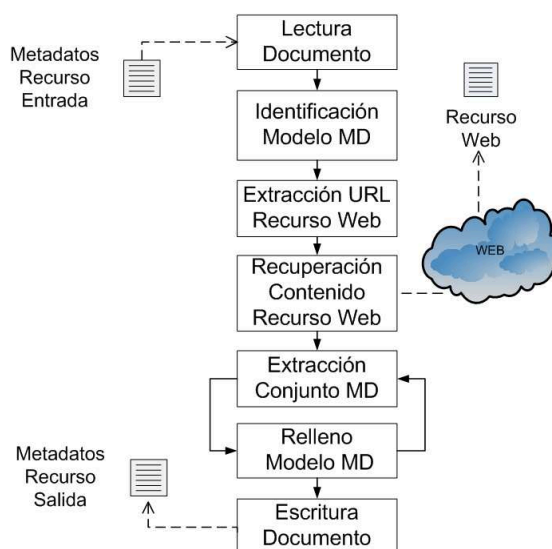 Lectura
Documento
Metadatos
Recurso
Entrada
Identificación
Modelo MD
Recurso
Web
Extracción URL
Recurso Web
WEB
Recuperación
Contenido
Recurso Web
Extracción
Conjunto MD
Relleno
Modelo MD
Metadatos
Recurso
Salida
Escritura
Documento